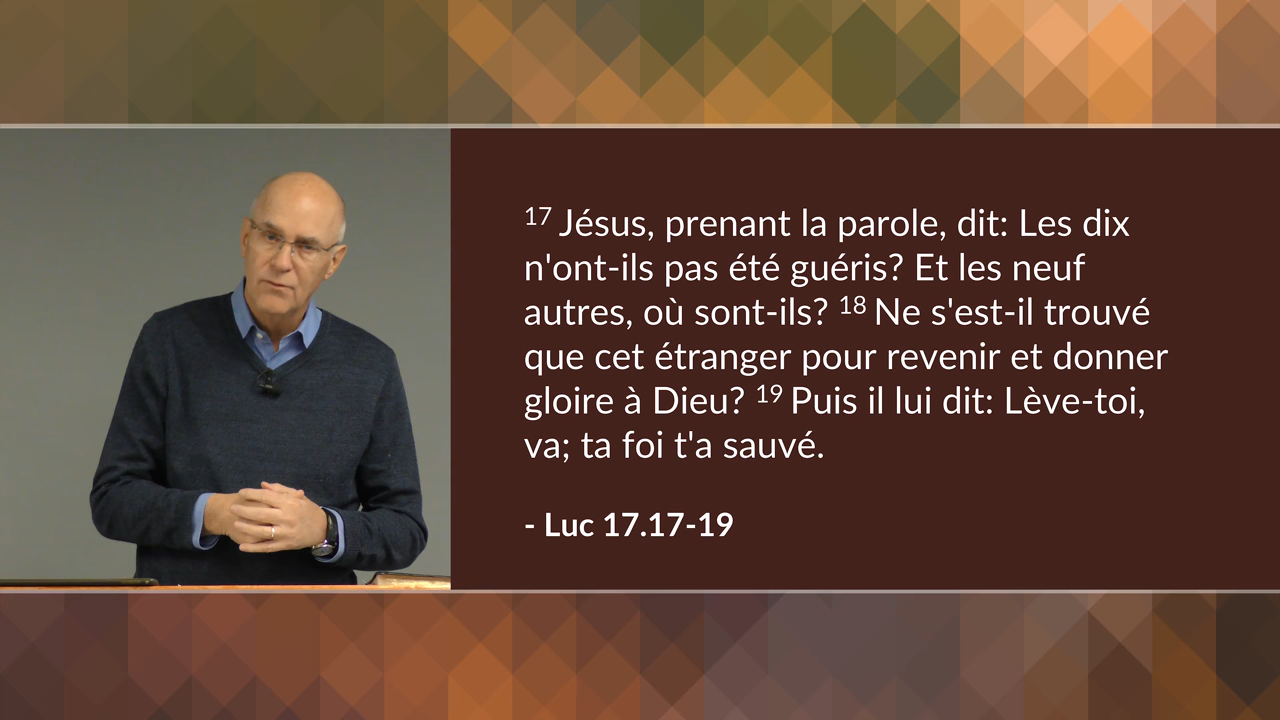 17 Jésus, prenant la parole, dit: Les dix
n'ont-ils pas été guéris? Et les neuf
autres, où sont-ils? 18 Ne s'est-il trouvé
que cet étranger pour revenir et donner
gloire à Dieu? 19 Puis il lui dit: Lève-toi,
va; ta foi t'a sauvé.
- Luc 17.17-19